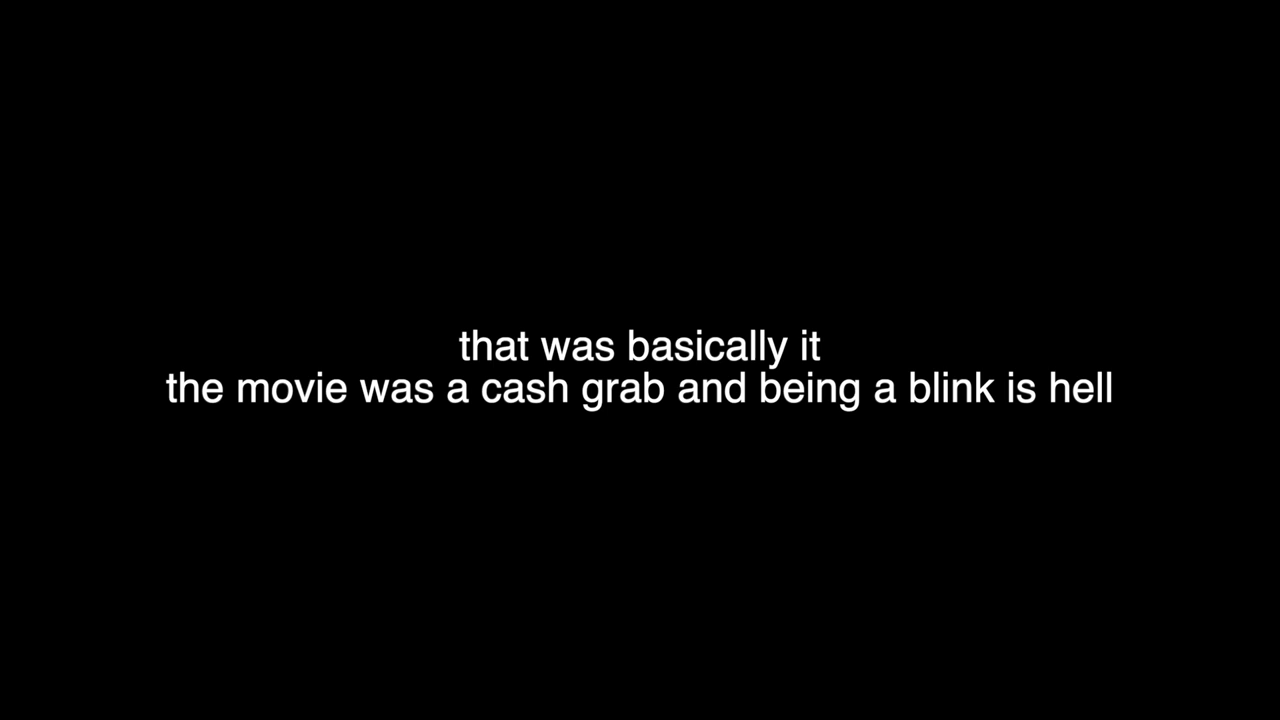 that was basically it
the movie was a cash grab and being a blink is hell